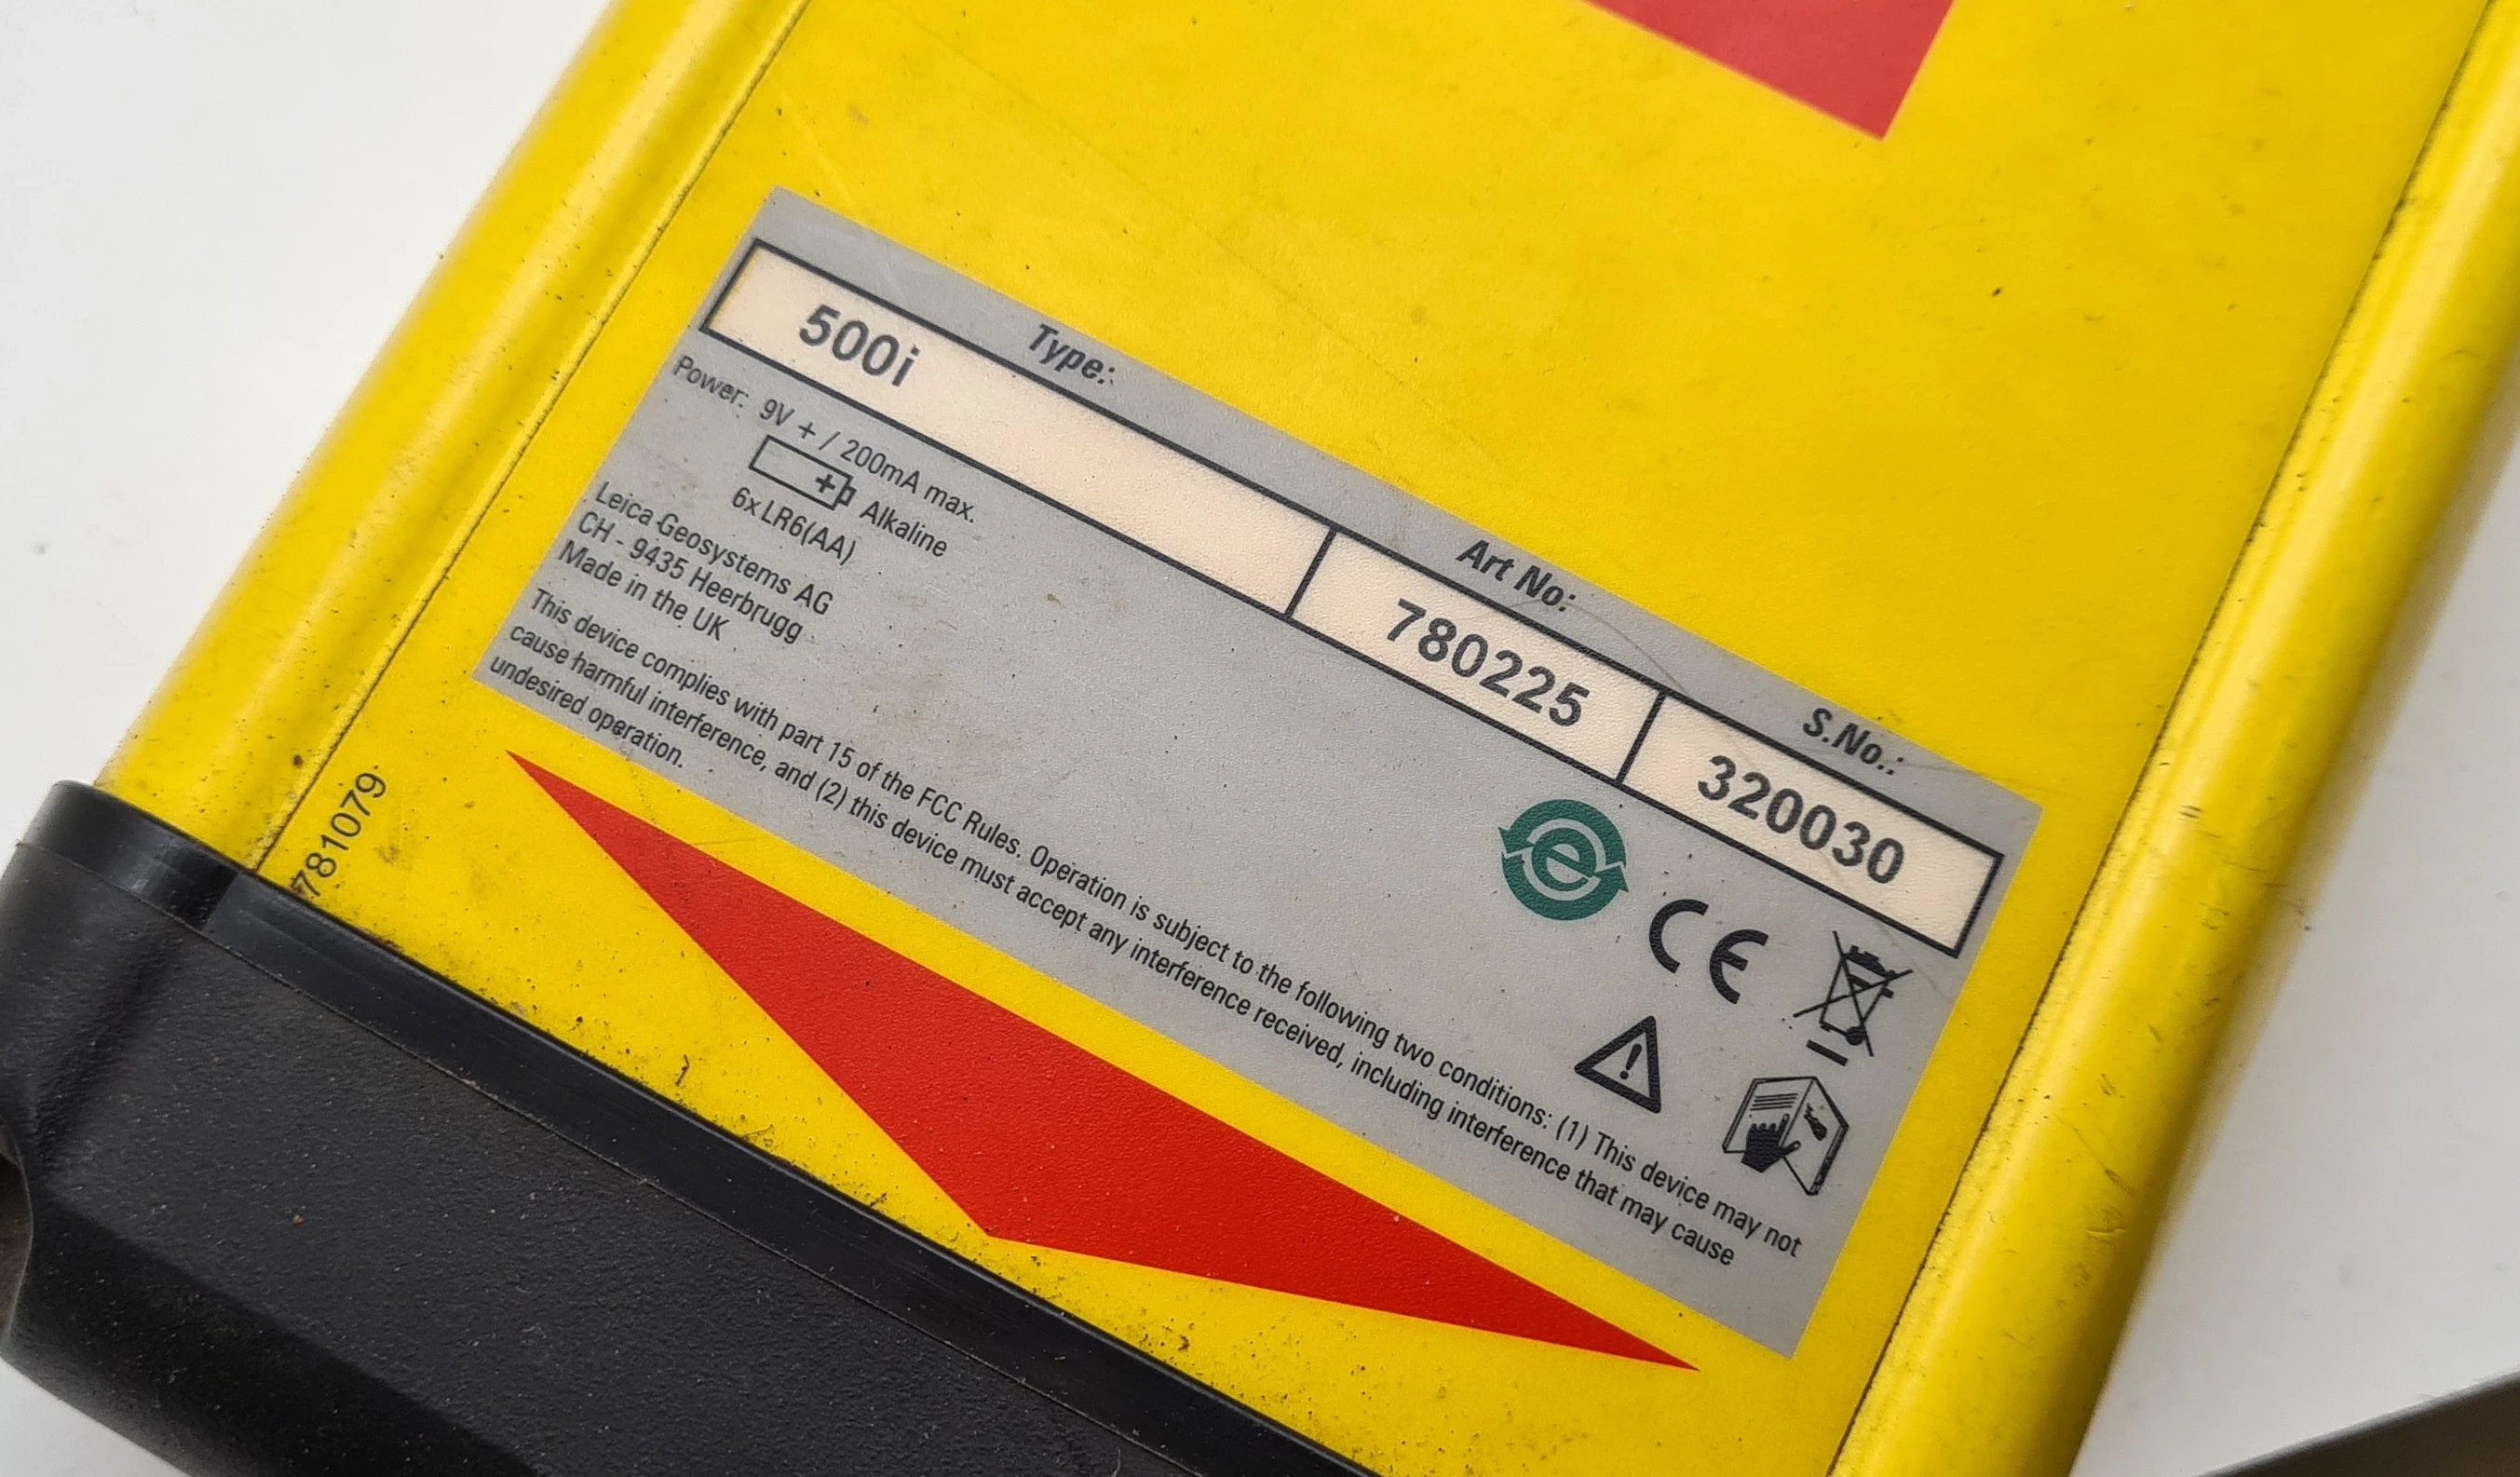 Type:
Art No:
S.No.:
500i
780225
320030
Power: 9V + / 200mA max.
+ Alkaline
6xLR6(AA)
Leica Geosystems AG
CH - 9435 Heerbrugg
Made in the UK
e
CE
!
This device complies with part 15 of the FCC Rules. Operation is subject to the following two conditions: (1) This device may not
cause harmful interference, and (2) this device must accept any interference received, including interference that may cause
undesired operation.
781079